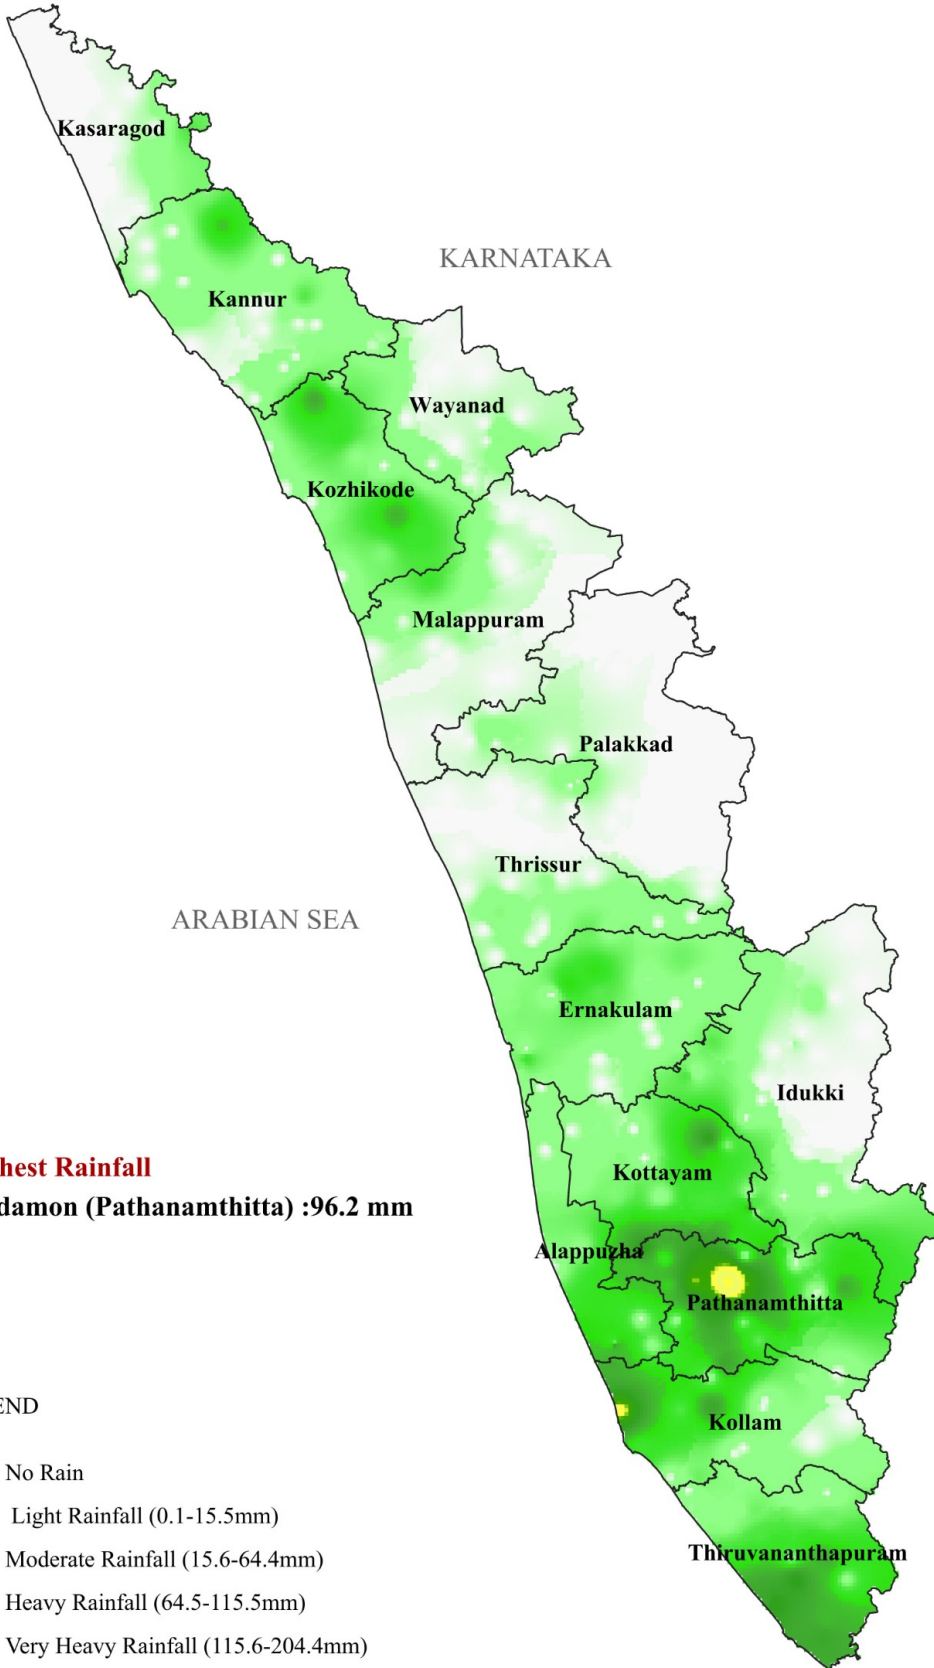 Kasaragod
KARNATAKA
Kannur
Wayanad
Kozhikode
Malappuram
Palakkad
Thrissur
ARABIAN SEA
Ernakulam
Idukki
hest Rainfall
Kottayam
damon (Pathanamthitta) :96.2 mm
Alappuzha
Pathanamthitta
END
Kollam
No Rain
Light Rainfall (0.1-15.5mm)
Thiruvananthapuram
Moderate Rainfall (15.6-64.4mm)
Heavy Rainfall (64.5-115.5mm)
Very Heavy Rainfall (115.6-204.4mm)